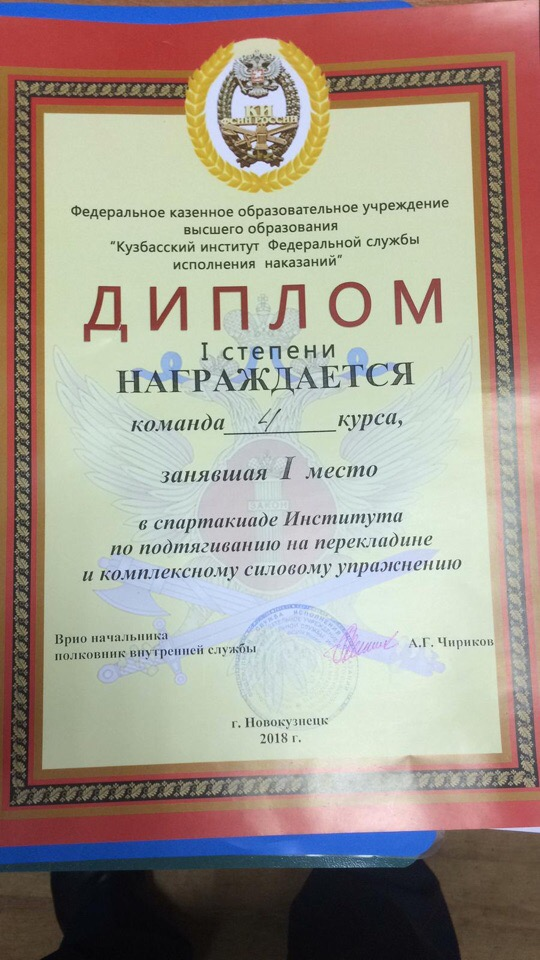 КИ
ФСИН РОССИИ
Федеральное казенное образовательное учреждение
высшего образования
"Кузбасский институт Федеральной службы
исполнения наказаний"
ДИПЛОМ
I степени
НАГРАЖДАЕТСЯ
команда 4 курса,
занявшая I место
ЗАКОН
в спартакиаде Института
по подтягиванию на перекладине
и комплексному силовому упражнению
Врио начальника
полковник внутренней службы
А.Г. Чириков
г. Новокузнецк
2018 г.